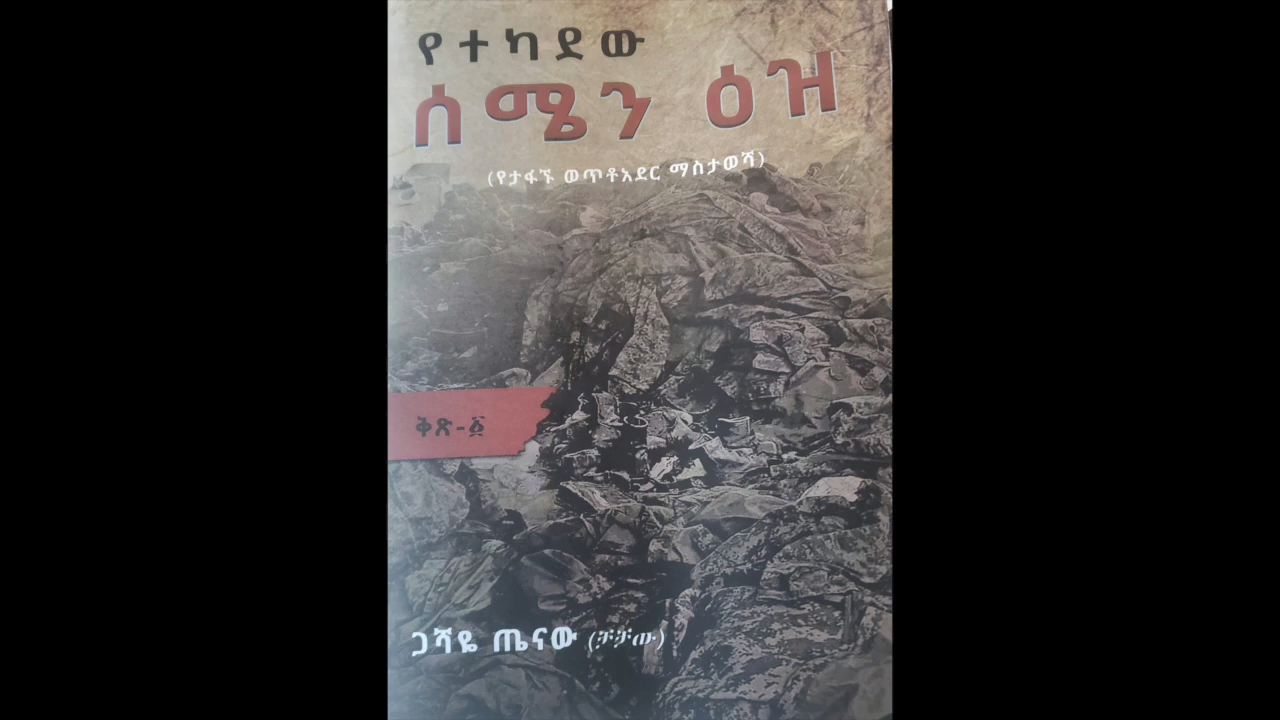 የተካደው
ሰሜን ዕዝ
(የታፋኙ ወጥቶአደር ማስታወሻ)
ቅጽ-፩
ጋሻዬ ጤናው (ቻቻው)